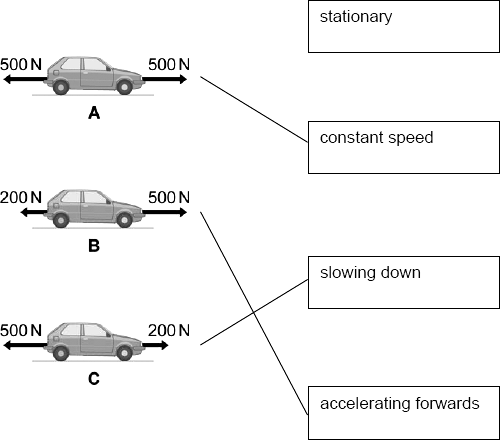 stationary
500 N 500 N
A
constant speed
200 N 500 N
B
slowing down
500 N 200 N
C
accelerating forwards